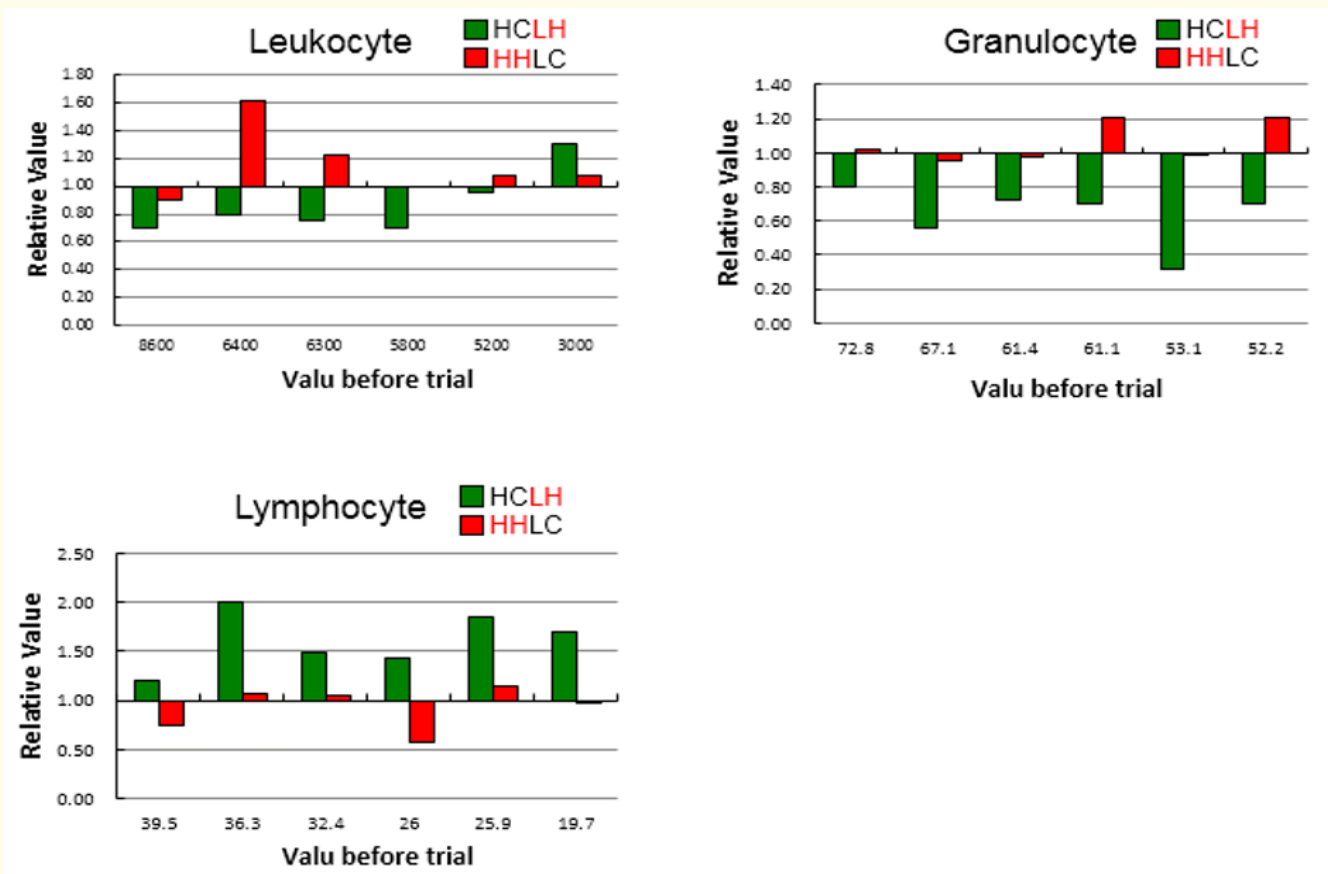 Leukocyte
HCLH
HHLC
Relative Value
1.80
1.60
1.40
1.20
1.00
0.80
0.60
0.40
0.20
0.00
8600 6400 6300 5800 5200 3000
Valu before trial
Granulocyte
HCLH
HHLC
Relative Value
1.40
1.20
1.00
0.80
0.60
0.40
0.20
0.00
72.8 67.1 61.4 61.1 53.1 52.2
Valu before trial
Lymphocyte
HCLH
HHLC
Relative Value
2.50
2.00
1.50
1.00
0.50
0.00
39.5 36.3 32.4 26 25.9 19.7
Valu before trial